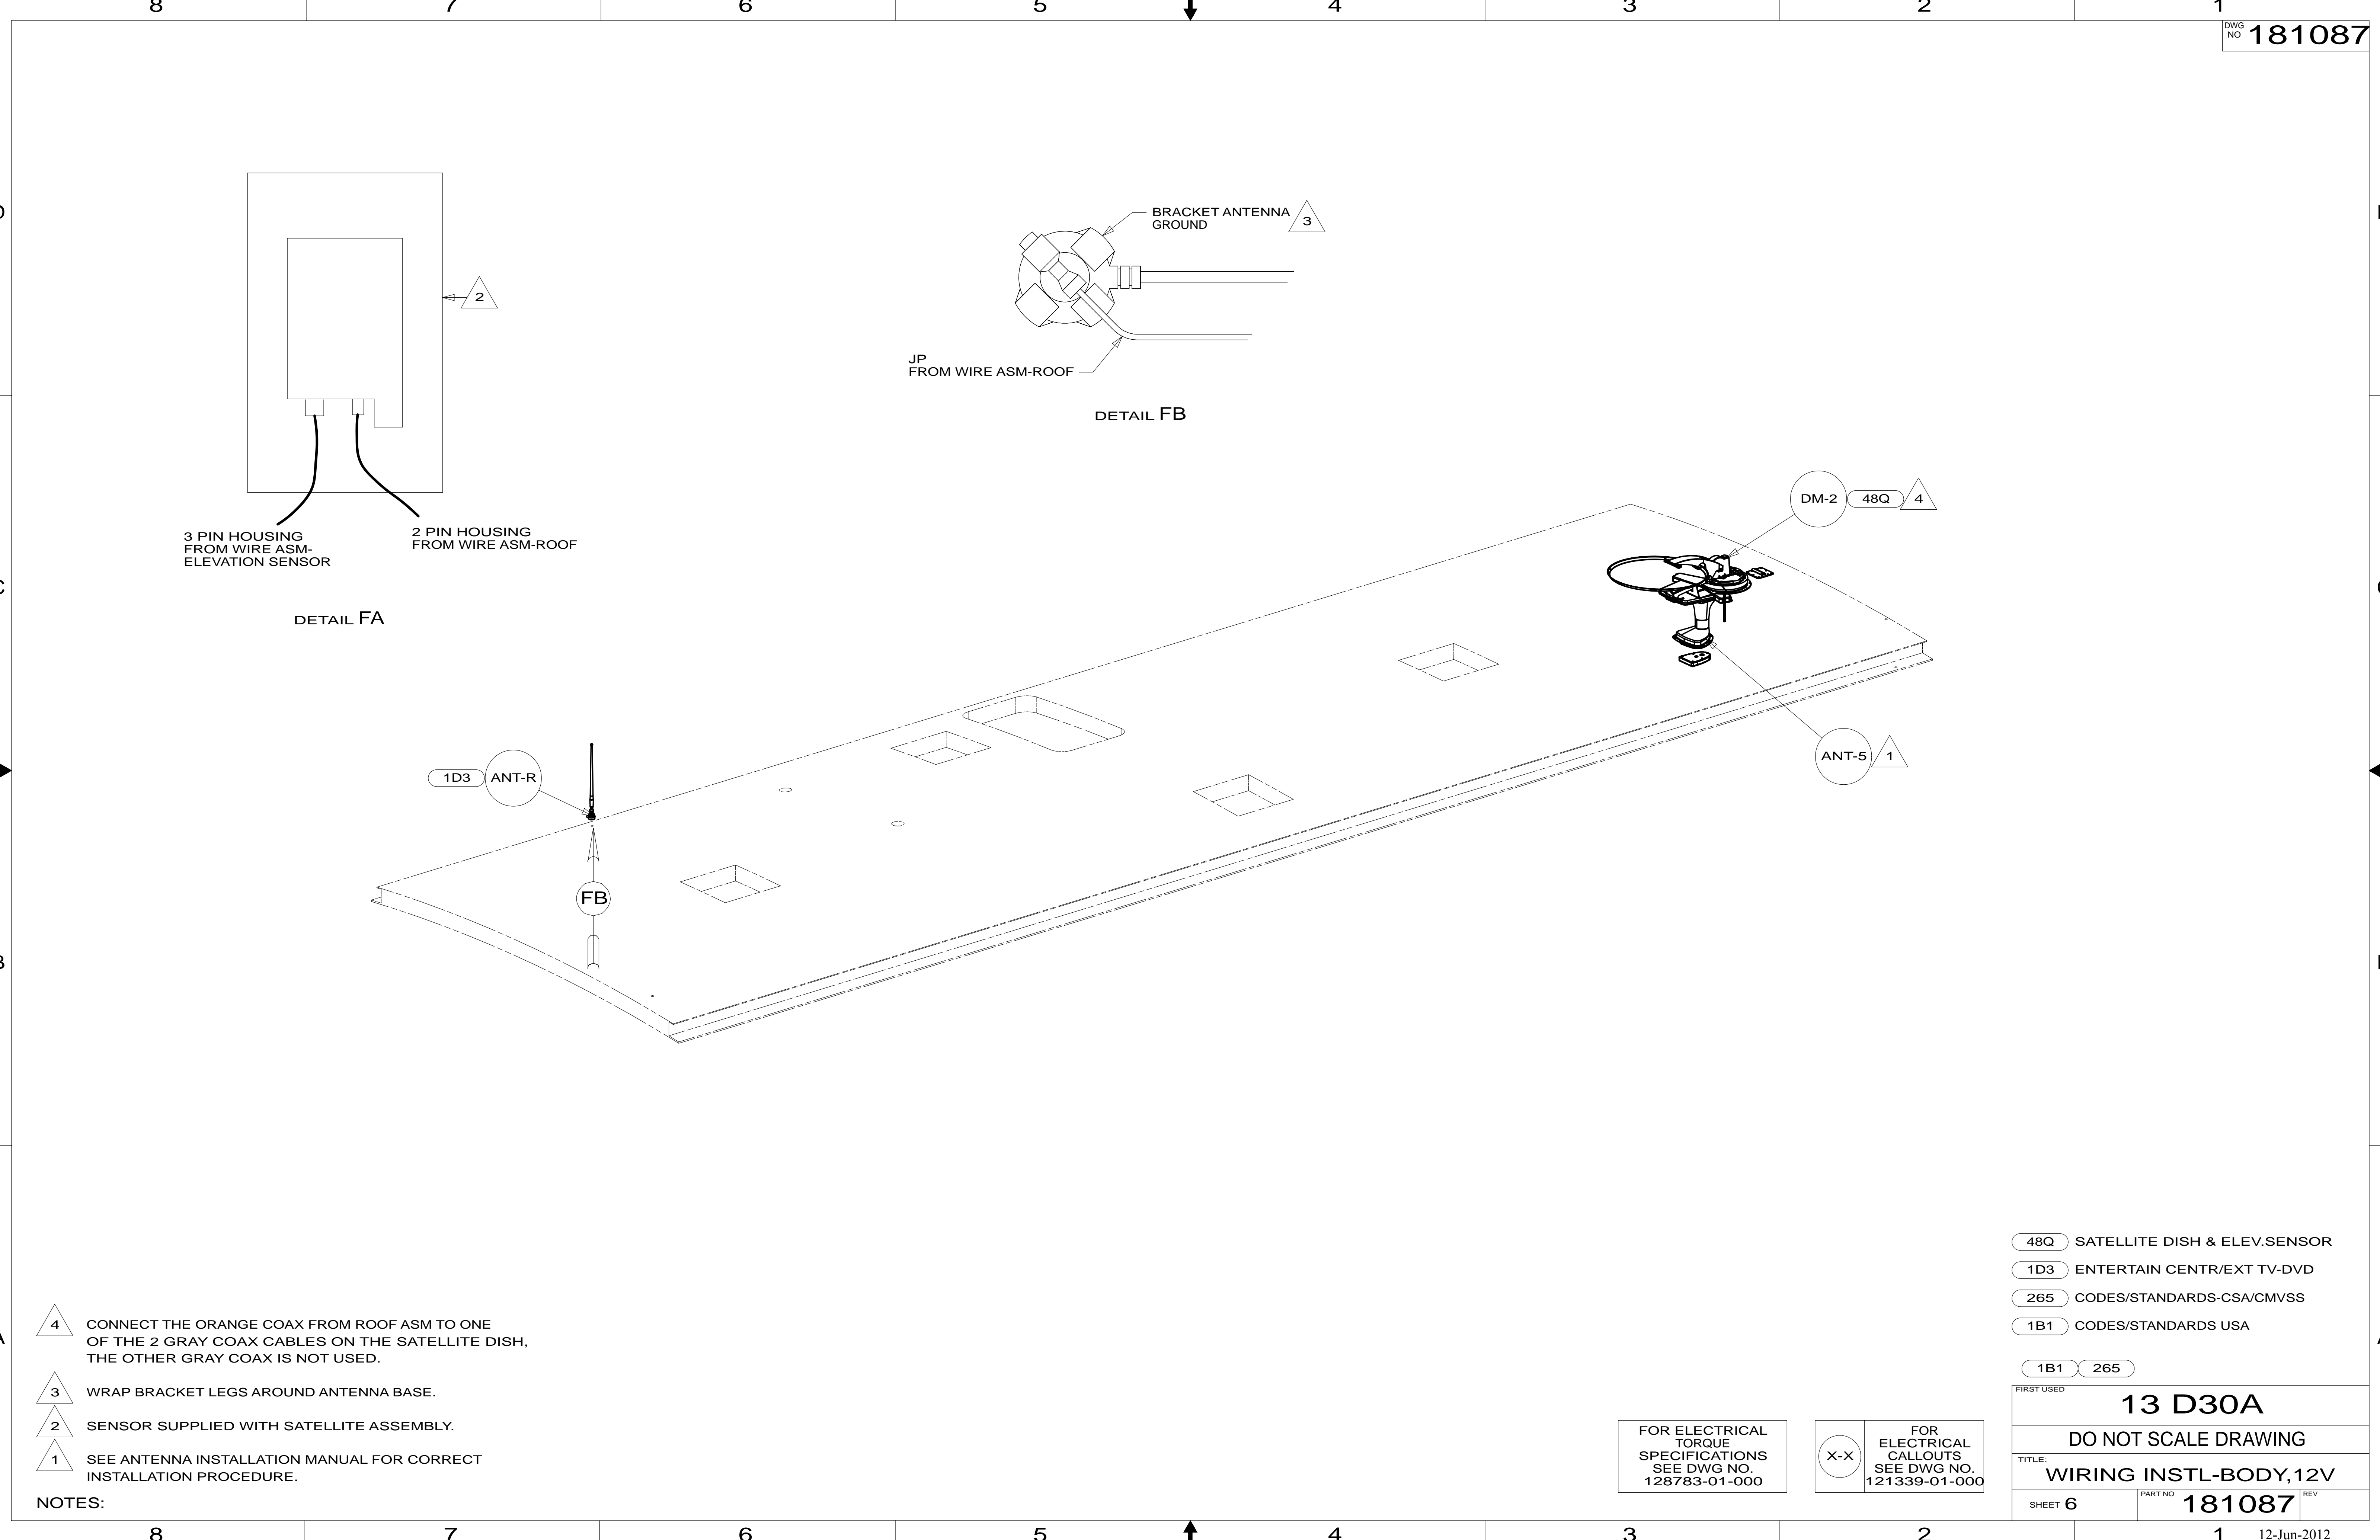 8 7 6 5 4 3 2 1
DWG
NO 181087
BRACKET ANTENNA
GROUND
3
2
JP
FROM WIRE ASM-ROOF
DETAIL FB
3 PIN HOUSING
FROM WIRE ASM-
ELEVATION SENSOR
2 PIN HOUSING
FROM WIRE ASM-ROOF
DETAIL FA
DM-2 48Q 4
1D3 ANT-R
ANT-5 1
FB
48Q SATELLITE DISH & ELEV.SENSOR
1D3 ENTERTAIN CENTR/EXT TV-DVD
265 CODES/STANDARDS-CSA/CMVSS
1B1 CODES/STANDARDS USA
1B1 265
4 CONNECT THE ORANGE COAX FROM ROOF ASM TO ONE
OF THE 2 GRAY COAX CABLES ON THE SATELLITE DISH,
THE OTHER GRAY COAX IS NOT USED.
3 WRAP BRACKET LEGS AROUND ANTENNA BASE.
2 SENSOR SUPPLIED WITH SATELLITE ASSEMBLY.
1 SEE ANTENNA INSTALLATION MANUAL FOR CORRECT
INSTALLATION PROCEDURE.
NOTES:
FOR ELECTRICAL
TORQUE
SPECIFICATIONS
SEE DWG NO.
128783-01-000
X-X
FOR
ELECTRICAL
CALLOUTS
SEE DWG NO.
121339-01-000
FIRST USED
13 D30A
DO NOT SCALE DRAWING
TITLE:
WIRING INSTL-BODY,12V
SHEET 6
PART NO 181087
REV
8 7 6 5 4 3 2 1
12-Jun-2012